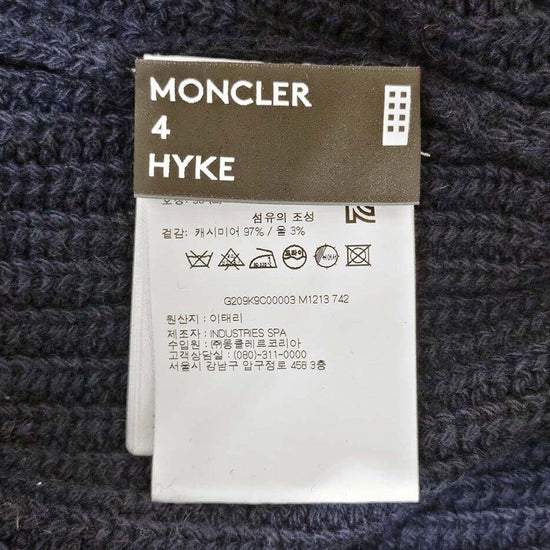 MONCLER
4
HYKE
섬유의 조성
겉감: 캐시미어 97% / 울 3%
드라이
G209K9C00003 M1213 742
원산지 : 이태리
제조자 : INDUSTRIES SPA
수입원 : ㈜몽클레르코리아
고객상담실 : (080)-311-0000
서울시 강남구 압구정로 458 3층